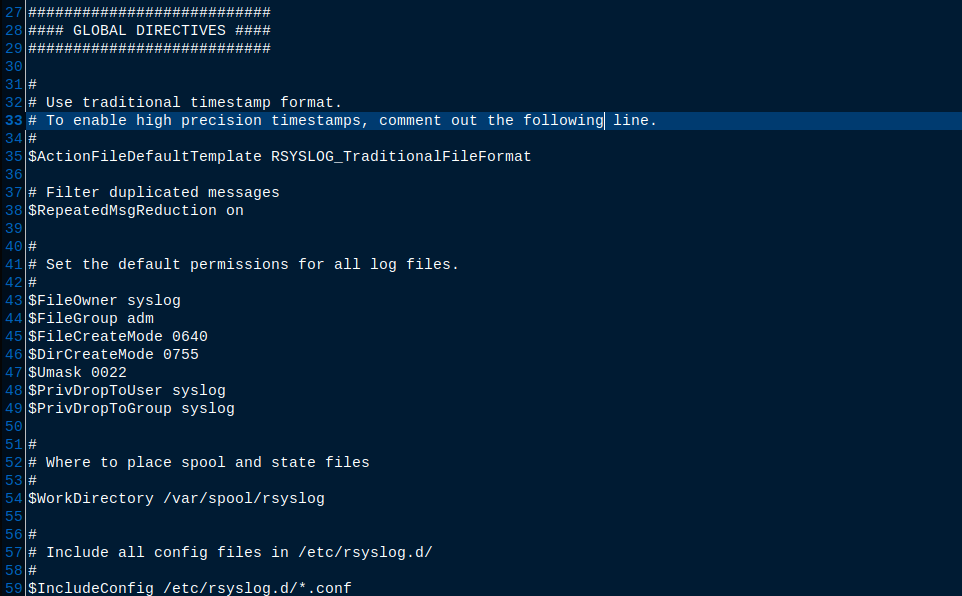 27 ###########################
28 #### GLOBAL DIRECTIVES ####
29 ###########################
30
31 #
32 # Use traditional timestamp format.
33 # To enable high precision timestamps, comment out the following line.
34 #
35 $ActionFileDefaultTemplate RSYSLOG_TraditionalFileFormat
36
37 # Filter duplicated messages
38 $RepeatedMsgReduction on
39
40 #
41 # Set the default permissions for all log files.
42 #
43 $FileOwner syslog
44 $FileGroup adm
45 $FileCreateMode 0640
46 $DirCreateMode 0755
47 $Umask 0022
48 $PrivDropToUser syslog
49 $PrivDropToGroup syslog
50
51 #
52 # Where to place spool and state files
53 #
54 $WorkDirectory /var/spool/rsyslog
55
56 #
57 # Include all config files in /etc/rsyslog.d/
58 #
59 $IncludeConfig /etc/rsyslog.d/*.conf